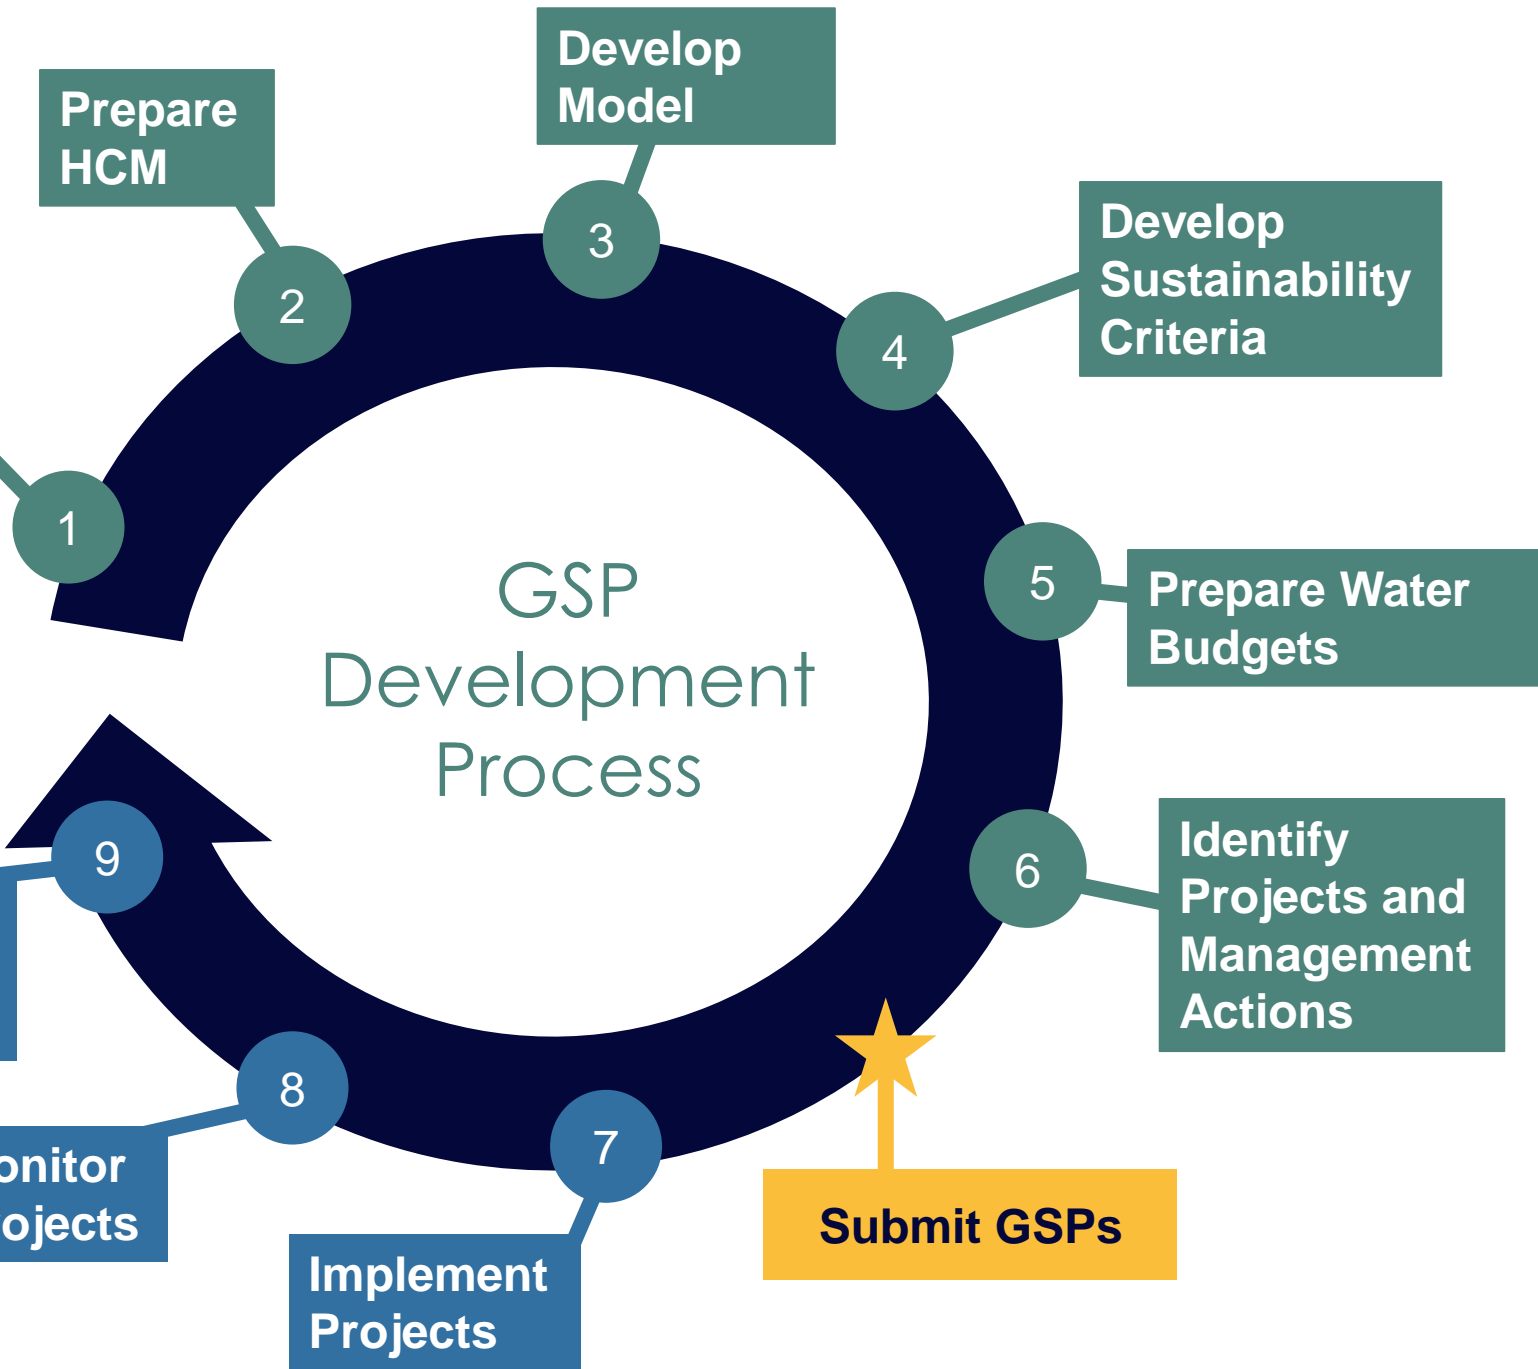 Develop
Model
Prepare
HCM
3
Develop
Sustainability
Criteria
2
4
1
GSP
Development
Process
5
Prepare Water
Budgets
9
6
Identify
Projects and
Management
Actions
8
7
onitor
ojects
Submit GSPs
Implement
Projects